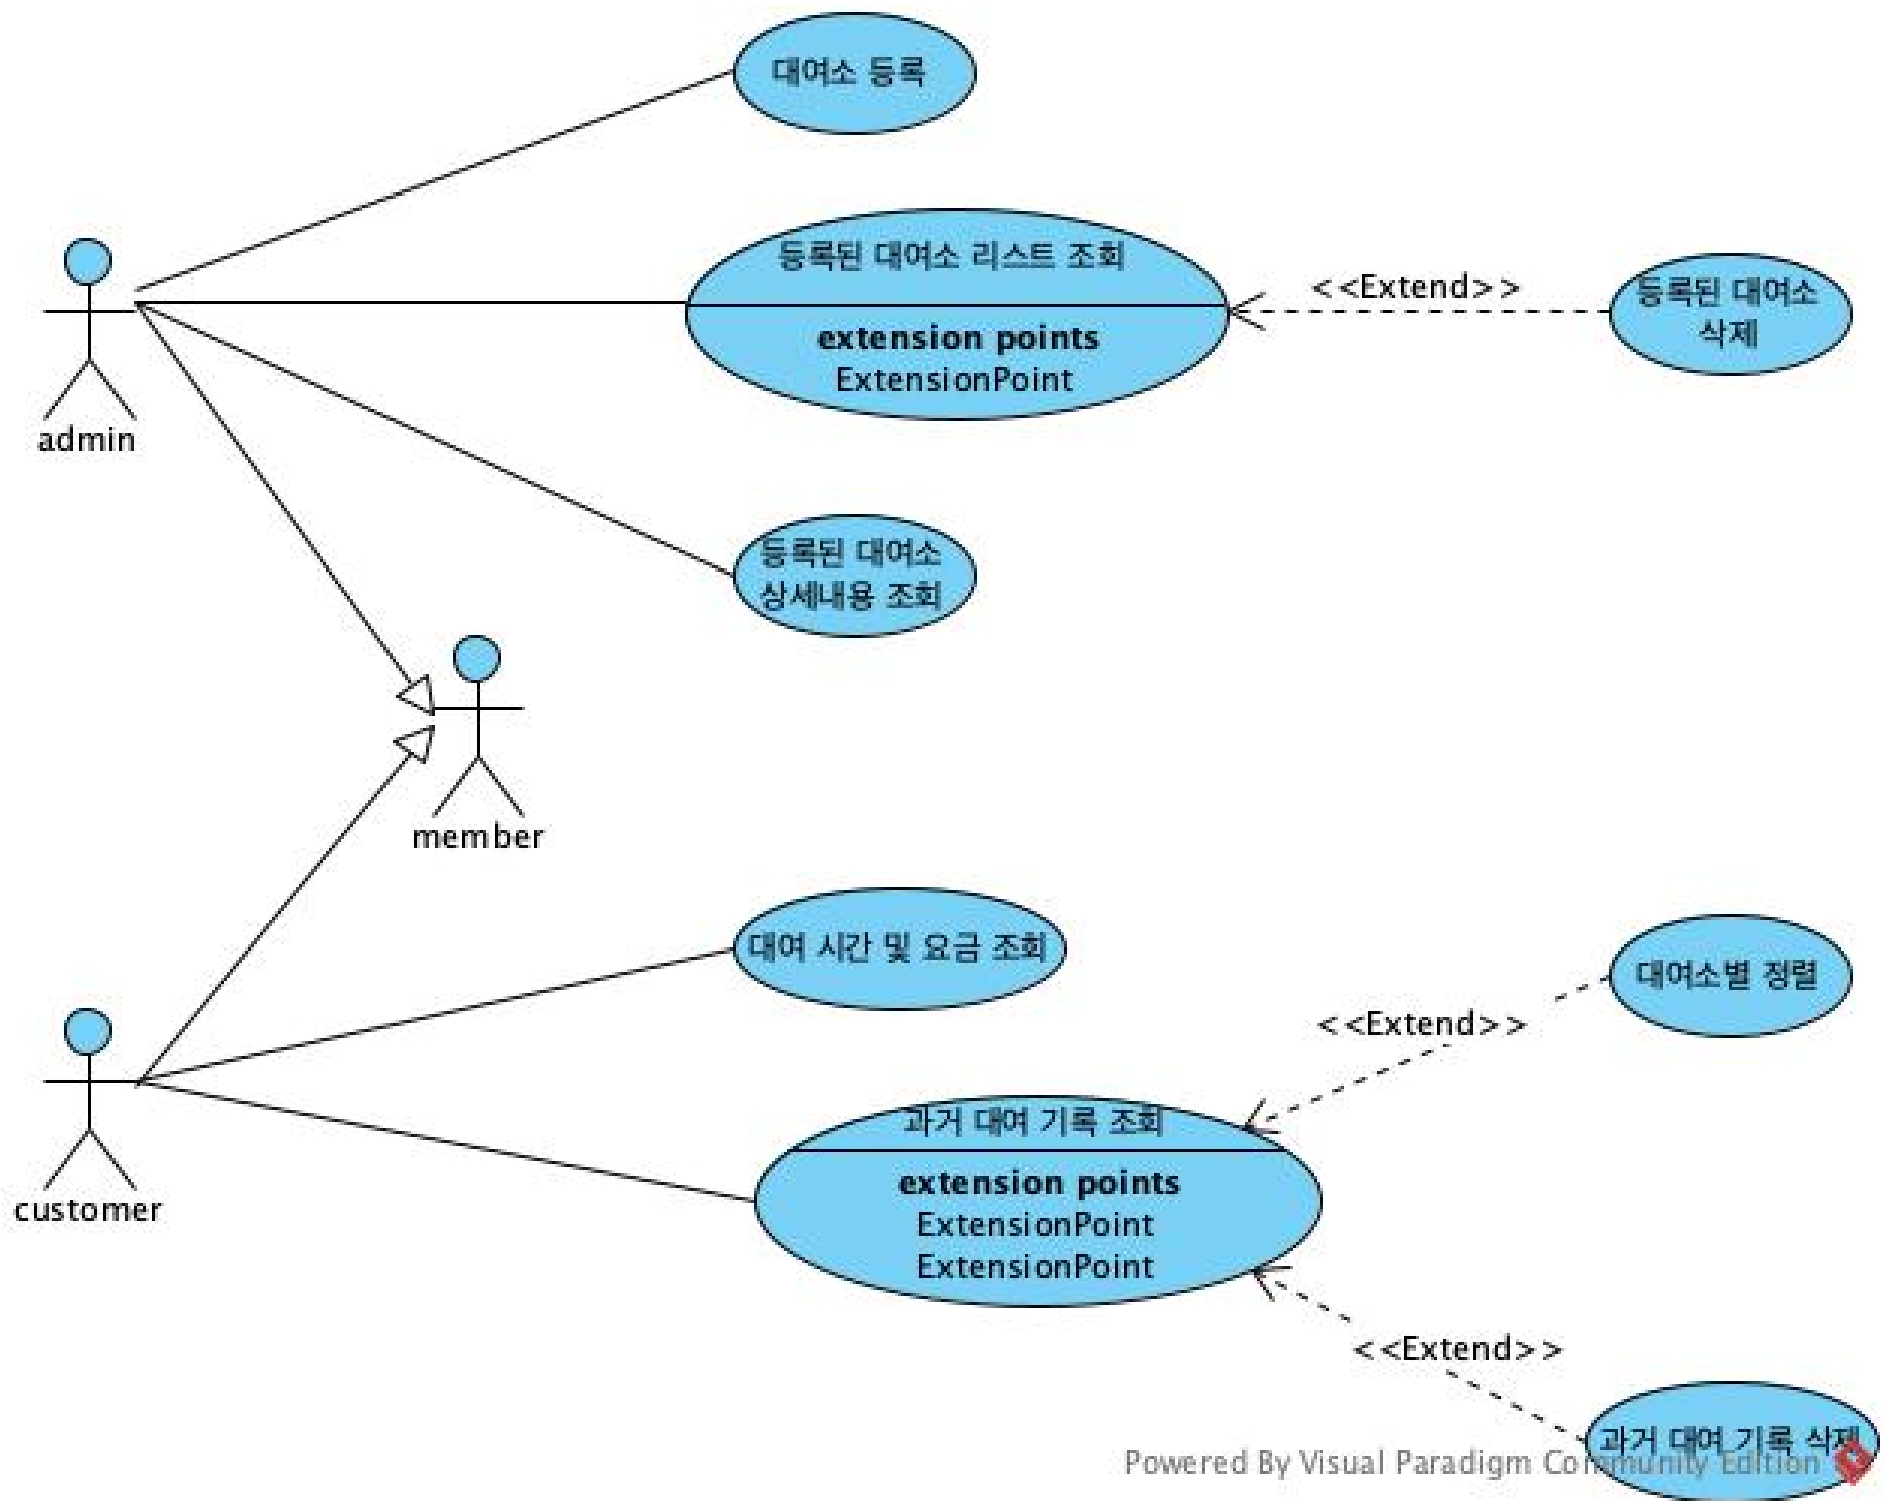 대여소 등록
등록된 대여소 리스트 조회
extension points
ExtensionPoint
<<Extend>>
등록된 대여소
삭제
admin
등록된 대여소
상세내용 조회
member
대여 시간 및 요금 조회
대여소별 정렬
<<Extend>>
customer
과거 대여 기록 조회
extension points
ExtensionPoint
ExtensionPoint
<<Extend>>
과거 대여 기록 삭제
Powered By Visual Paradigm Community Edition